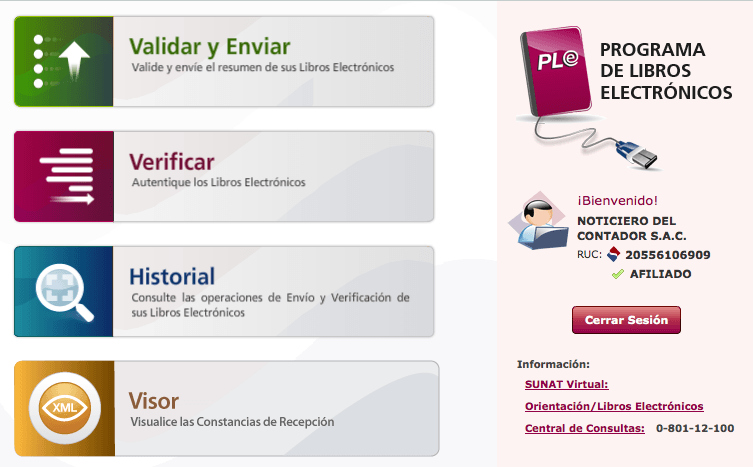 Validar y Enviar
Valide y envíe el resumen de sus Libros Electrónicos
Verificar
Autentique los Libros Electrónicos
Historial
Consulte las operaciones de Envío y Verificación de
sus Libros Electrónicos
XML
Visor
Visualice las Constancias de Recepción
PL@
PROGRAMA
DE LIBROS
ELECTRÓNICOS
¡Bienvenido!
NOTICIERO DEL
CONTADOR S.A.C.
RUC: 20556106909
AFILIADO
Cerrar Sesión
Información:
SUNAT Virtual:
Orientación/Libros Electrónicos
Central de Consultas: 0-801-12-100